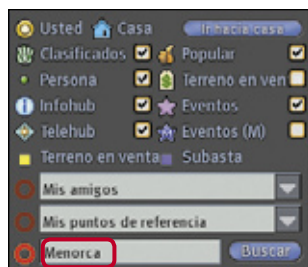 Usted Casa Ir hacia casa
Clasificados Popular
Persona Terreno en ven
Infohub Eventos
Telehub Eventos (M)
Terreno en venta Subasta
Mis amigos
Mis puntos de referencia
Menorca Buscar